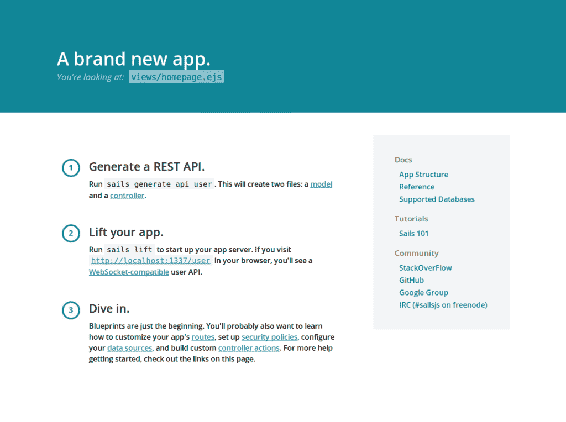 A brand new app.
You're looking at: views/homepage.ejs
1 Generate a REST API.
Run sails generate api user. This will create two files: a model
and a controller.
2 Lift your app.
Run sails lift to start up your app server. If you visit
http://localhost:1337/user in your browser, you'll see a
WebSocket-compatible user API.
3 Dive in.
Blueprints are just the beginning. You'll probably also want to learn
how to customize your app's routes, set up security policies, configure
your data sources, and build custom controller actions. For more help
getting started, check out the links on this page.
Docs
App Structure
Reference
Supported Databases
Tutorials
Sails 101
Community
StackOverFlow
GitHub
Google Group
IRC (#sailsjs on freenode)